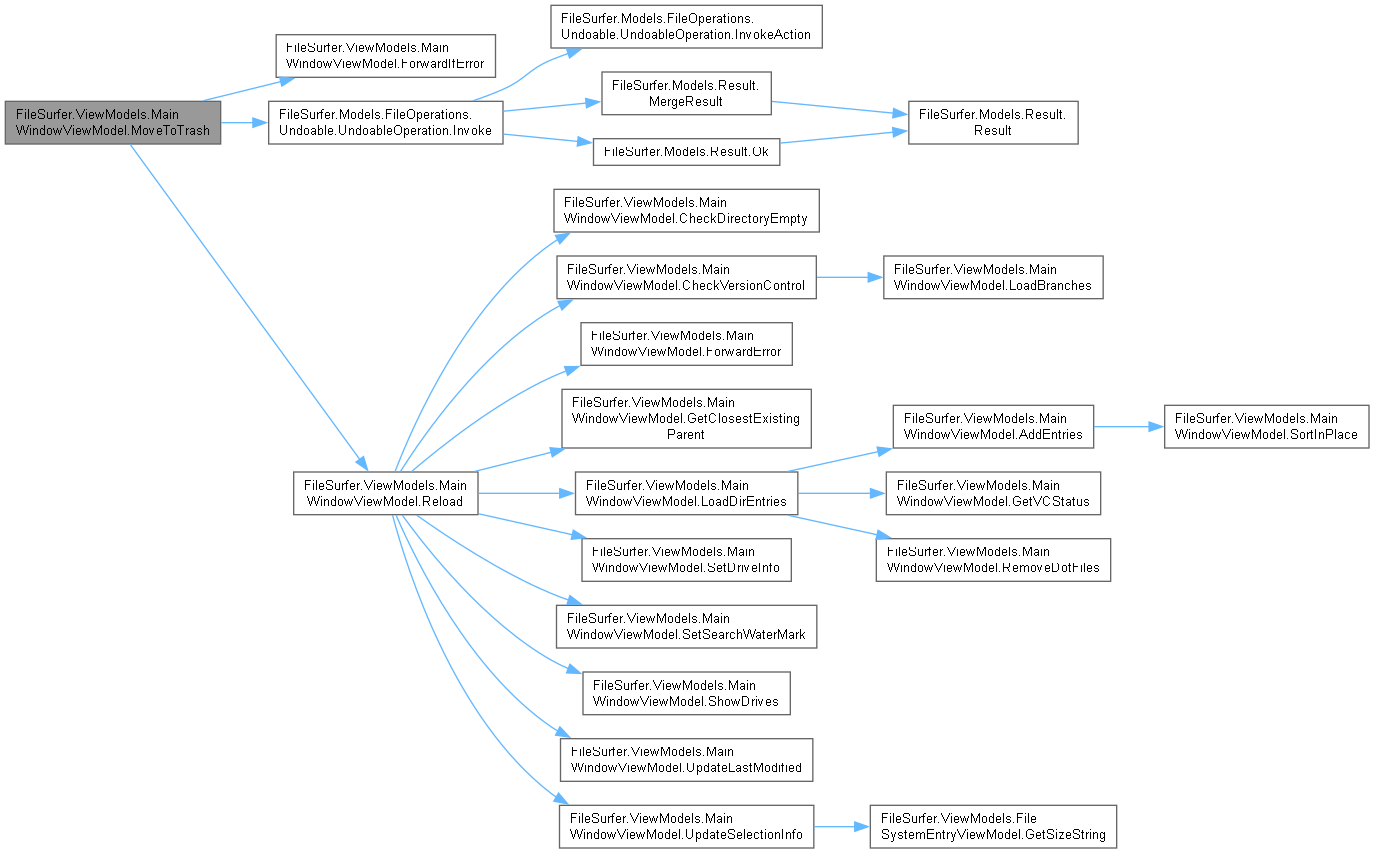 FileSurfer.ViewModels.Main
WindowViewModel.MoveToTrash
FileSurfer.ViewModels.Main
WindowViewModel.ForwardIfError
FileSurfer.Models.FileOperations.
Undoable.UndoableOperation.Invoke
FileSurfer.Models.FileOperations.
Undoable.UndoableOperation.InvokeAction
FileSurfer.Models.Result.
MergeResult
FileSurfer.Models.Result.Ok
FileSurfer.Models.Result.
Result
FileSurfer.ViewModels.Main
WindowViewModel.Reload
FileSurfer.ViewModels.Main
WindowViewModel.CheckDirectoryEmpty
FileSurfer.ViewModels.Main
WindowViewModel.CheckVersionControl
FileSurfer.ViewModels.Main
WindowViewModel.LoadBranches
FileSurfer.ViewModels.Main
WindowViewModel.ForwardError
FileSurfer.ViewModels.Main
WindowViewModel.GetClosestExisting
Parent
FileSurfer.ViewModels.Main
WindowViewModel.LoadDirEntries
FileSurfer.ViewModels.Main
WindowViewModel.AddEntries
FileSurfer.ViewModels.Main
WindowViewModel.SortInPlace
FileSurfer.ViewModels.Main
WindowViewModel.GetVCStatus
FileSurfer.ViewModels.Main
WindowViewModel.RemoveDotFiles
FileSurfer.ViewModels.Main
WindowViewModel.SetDriveInfo
FileSurfer.ViewModels.Main
WindowViewModel.SetSearchWaterMark
FileSurfer.ViewModels.Main
WindowViewModel.ShowDrives
FileSurfer.ViewModels.Main
WindowViewModel.UpdateLastModified
FileSurfer.ViewModels.Main
WindowViewModel.UpdateSelectionInfo
FileSurfer.ViewModels.File
SystemEntryViewModel.GetSizeString